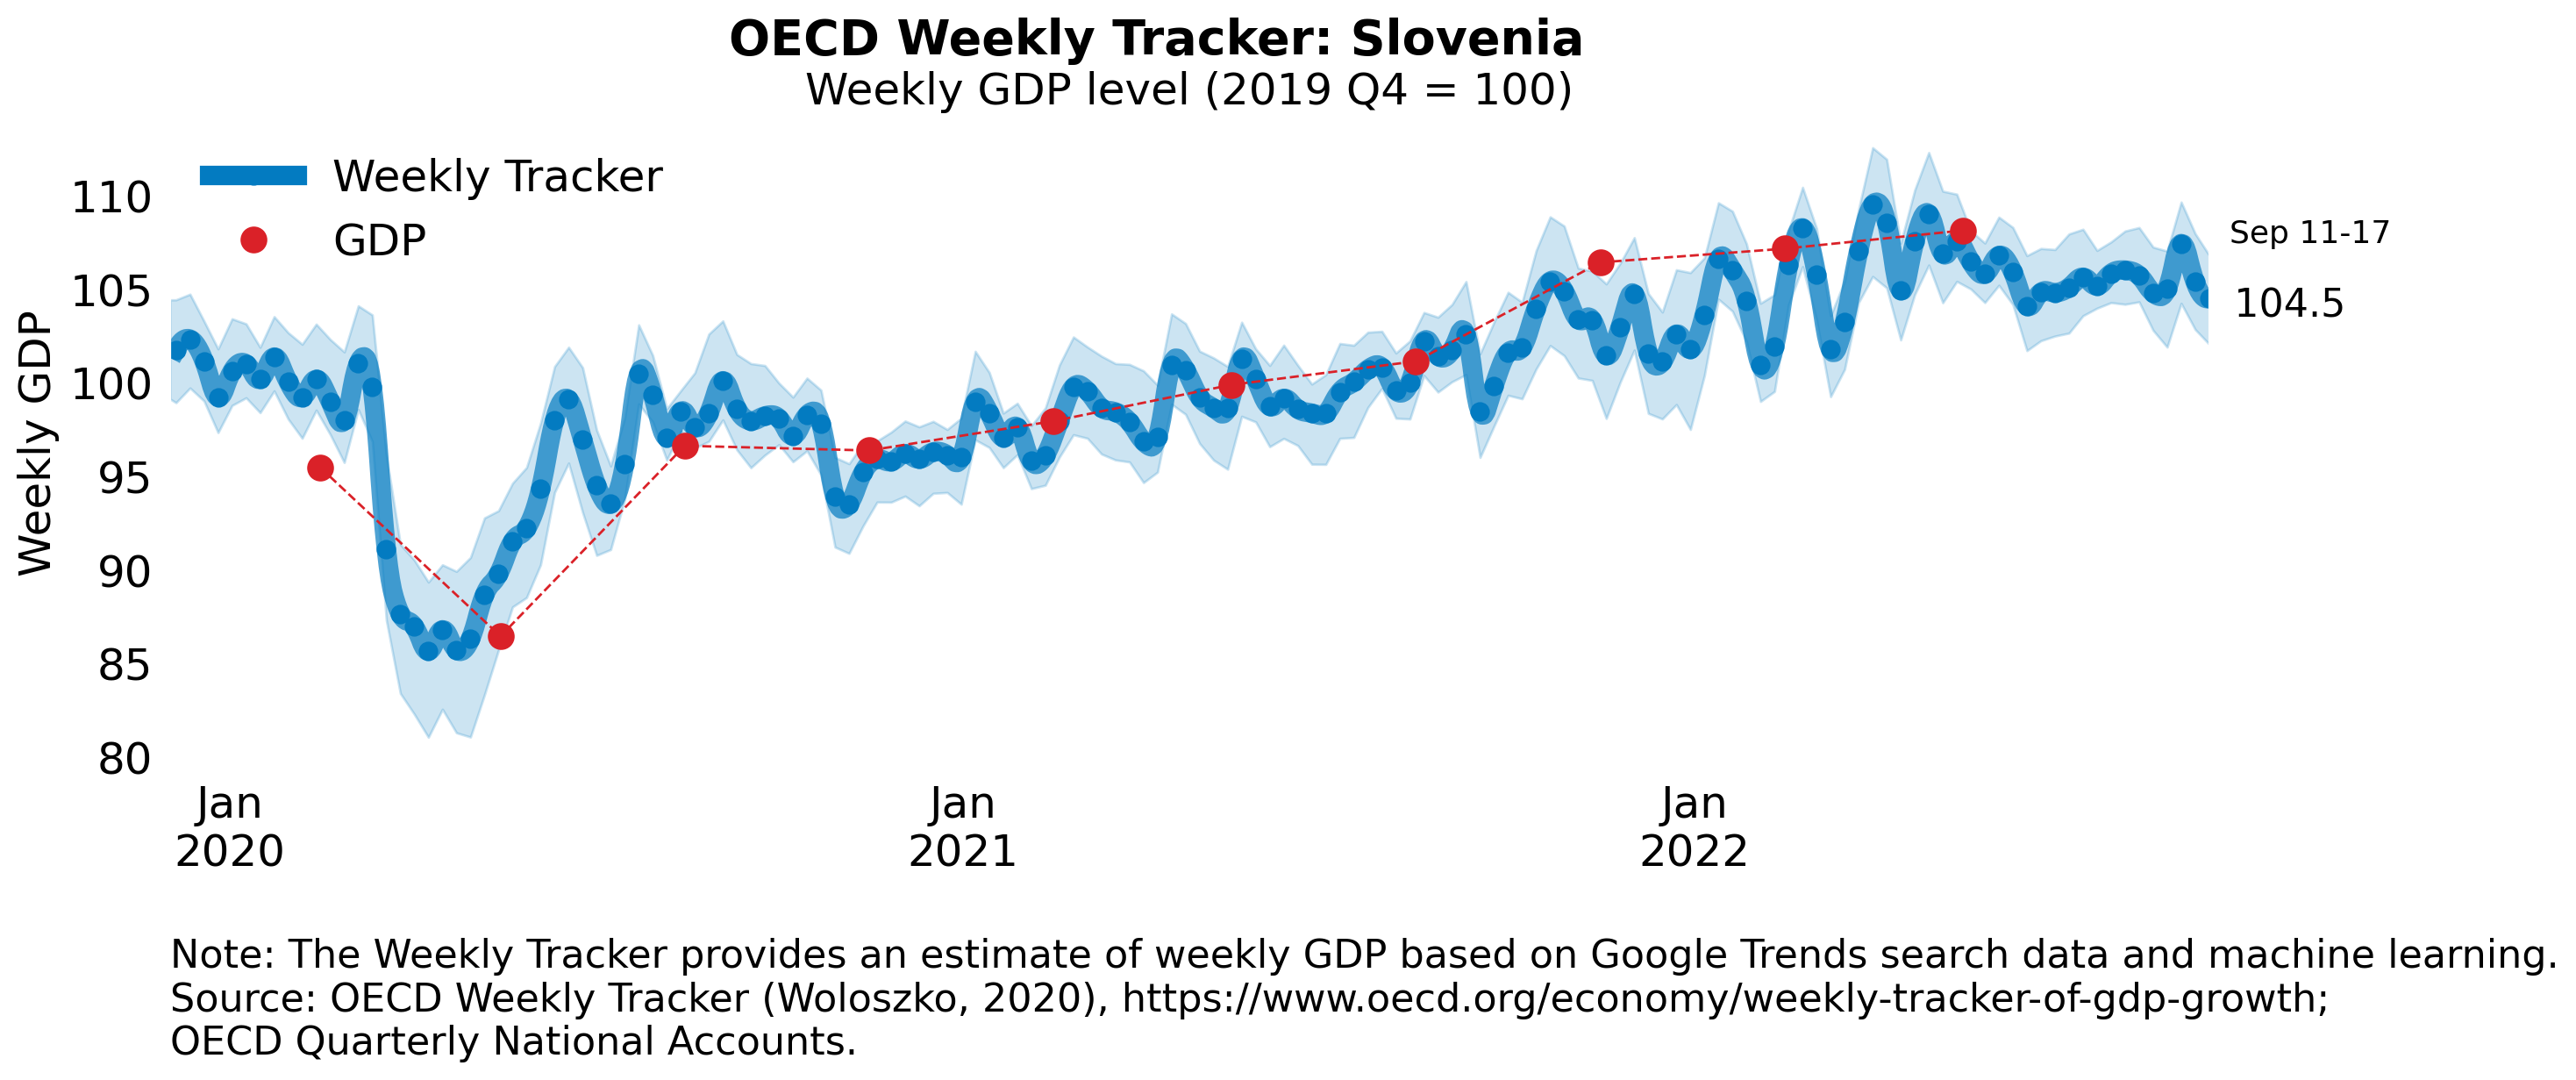 OECD Weekly Tracker: Slovenia
Weekly GDP level (2019 Q4 = 100)
Weekly Tracker
GDP
Weekly GDP
110
105
100
95
90
85
80
Sep 11-17
104.5
Jan
2020
Jan
2021
Jan
2022
Note: The Weekly Tracker provides an estimate of weekly GDP based on Google Trends search data and machine learning.
Source: OECD Weekly Tracker (Woloszko, 2020), https://www.oecd.org/economy/weekly-tracker-of-gdp-growth;
OECD Quarterly National Accounts.